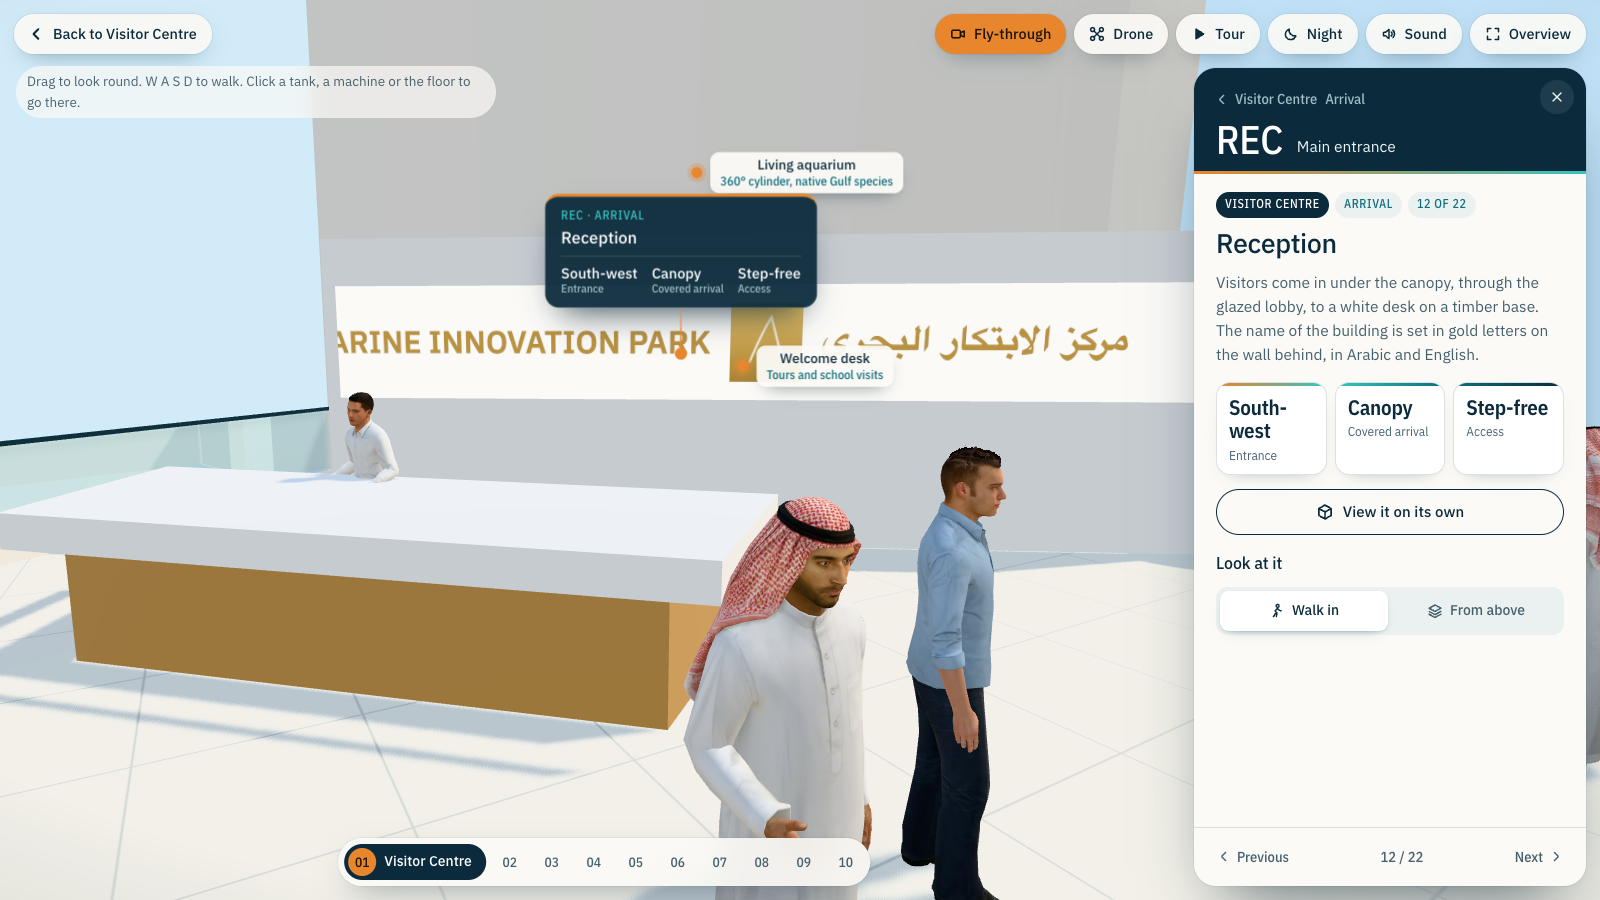 Back to Visitor Centre
Fly-through
Drone
Tour
Night
Sound
Overview
Drag to look round. W A S D to walk. Click a tank, a machine or the floor to
go there.
Living aquarium
360° cylinder, native Gulf species
REC · ARRIVAL
Reception
South-west Canopy Step-free
Entrance Covered arrival Access
ARINE INNOVATION PARK
مركز الابتكار البحري
Welcome desk
Tours and school visits
Visitor Centre Arrival
REC Main entrance
VISITOR CENTRE ARRIVAL 12 OF 22
Reception
Visitors come in under the canopy, through the
glazed lobby, to a white desk on a timber base.
The name of the building is set in gold letters on
the wall behind, in Arabic and English.
South-
west
Entrance
Canopy
Covered arrival
Step-free
Access
View it on its own
Look at it
Walk in
From above
Previous 12 / 22 Next
01 Visitor Centre 02 03 04 05 06 07 08 09 10